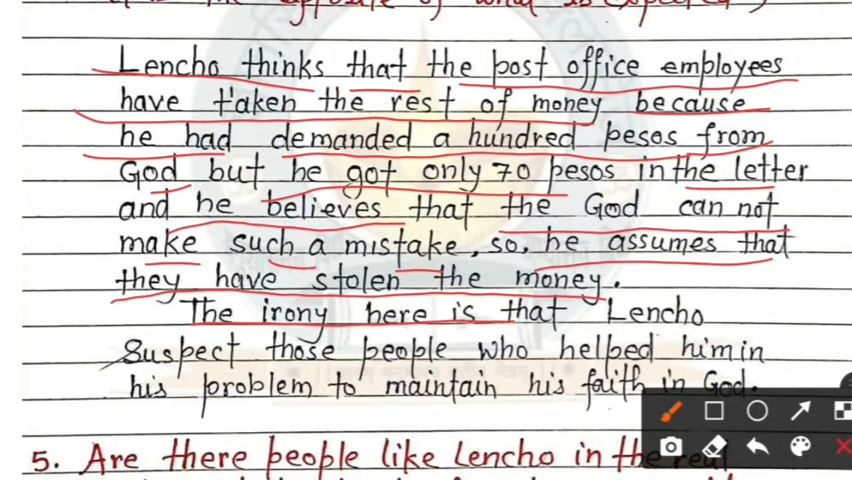 Lencho thinks that the post office employees
have taken the rest of money because
he had demanded a hundred pesos from
God but he got only 70 pesos in the letter
and he believes that the God can not
make such a mistake, so, he assumes that
they have stolen the money.
The irony here is that Lencho
Suspect those people who helped him in
his problem to maintain his faith in God.
5. Are there people like Lencho in the real